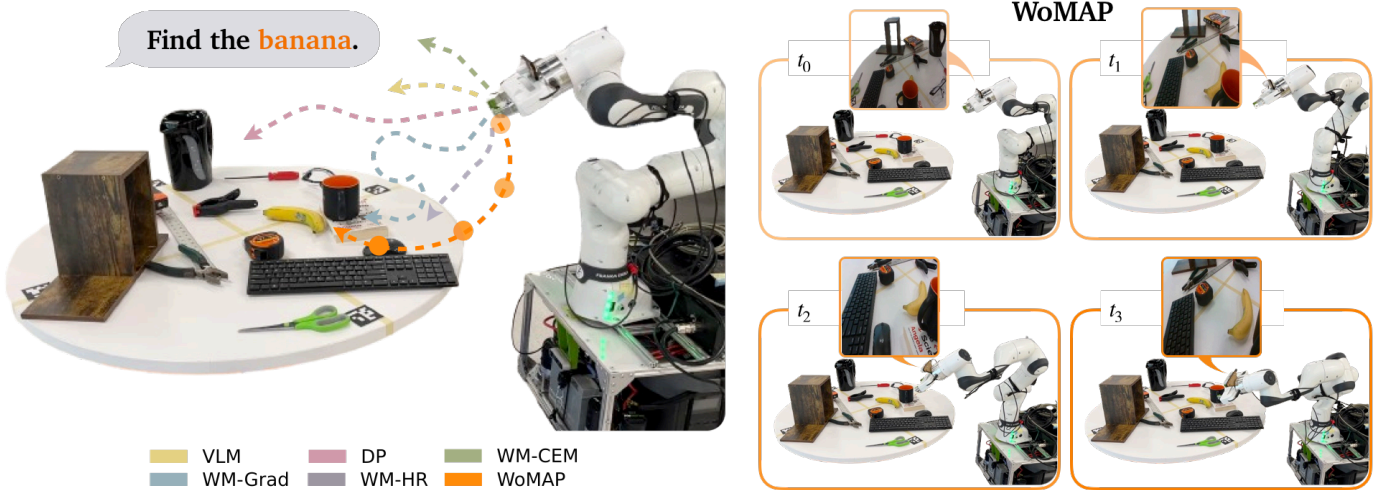 Find the banana.
WoMAP
t0
t1
t2
t3
VLM
DP
WM-CEM
WM-Grad
WM-HR
WoMAP